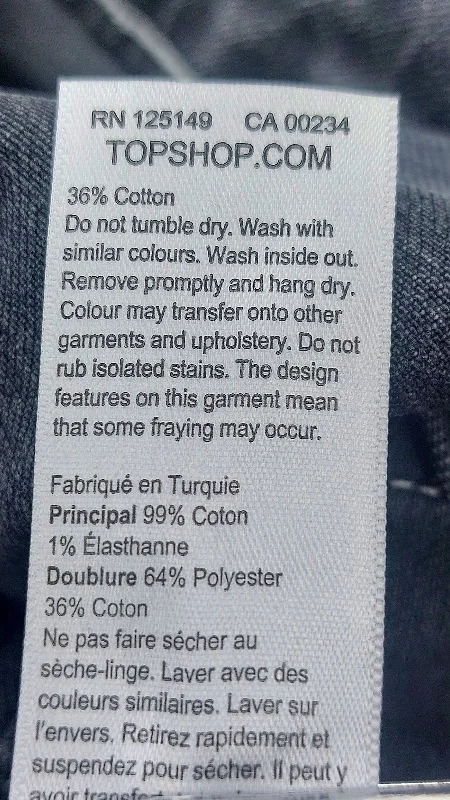 RN 125149 CA 00234
TOPSHOP.COM
36% Cotton
Do not tumble dry. Wash with
similar colours. Wash inside out.
Remove promptly and hang dry.
Colour may transfer onto other
garments and upholstery. Do not
rub isolated stains. The design
features on this garment mean
that some fraying may occur.
Fabriqué en Turquie
Principal 99% Coton
1% Élasthanne
Doublure 64% Polyester
36% Coton
Ne pas faire sécher au
sèche-linge. Laver avec des
couleurs similaires. Laver sur
l'envers. Retirez rapidement et
suspendez pour sécher. Il peut y
avoir